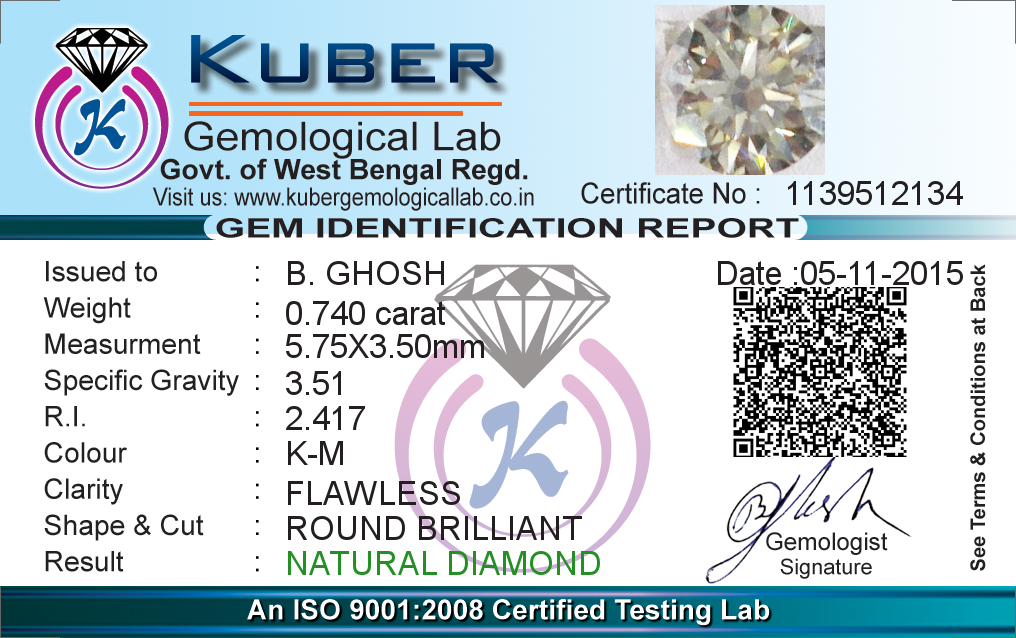 K
KUBER
Gemological Lab
Govt. of West Bengal Regd.
Visit us: www.kubergemologicallab.co.in
Certificate No : 1139512134
GEM IDENTIFICATION REPORT
Issued to : B. GHOSH
Date :05-11-2015
Weight : 0.740 carat
Measurment : 5.75X3.50mm
Specific Gravity : 3.51
R.I. : 2.417
Colour : K-M
Clarity : FLAWLESS
Shape & Cut : ROUND BRILLIANT
Result : NATURAL DIAMOND
K
B Ghosh
Gemologist
Signature
See Terms & Conditions at Back
An ISO 9001:2008 Certified Testing Lab